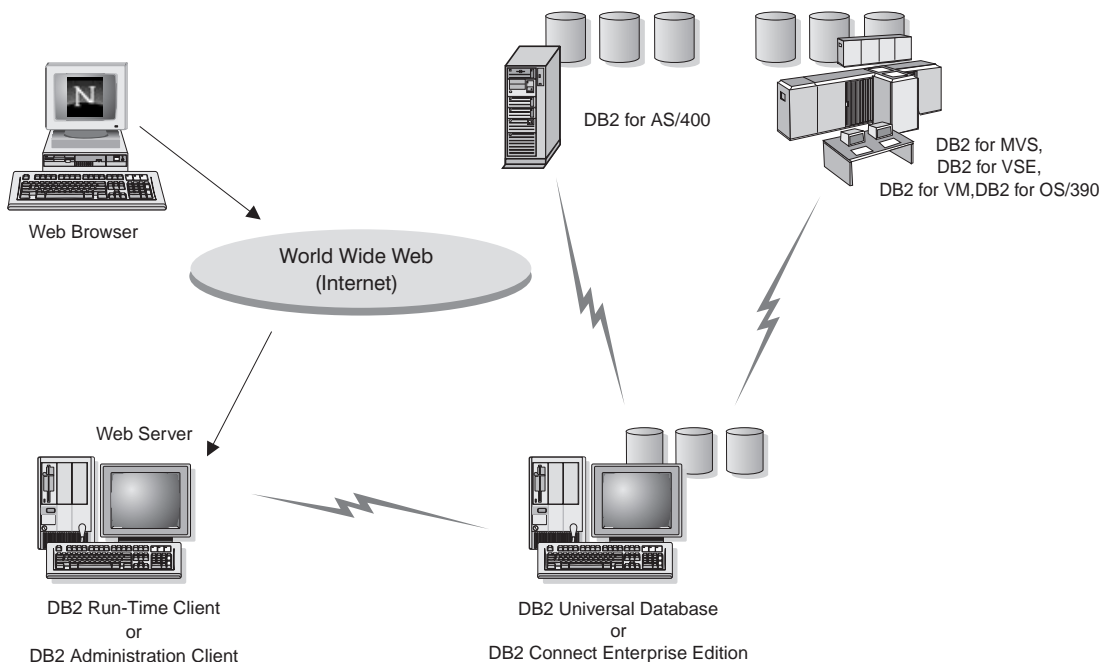 N
DB2 for AS/400
DB2 for MVS,
DB2 for VSE,
DB2 for VM,DB2 for OS/390
Web Browser
World Wide Web
(Internet)
Web Server
DB2 Run-Time Client
or
DB2 Administration Client
DB2 Universal Database
or
DB2 Connect Enterprise Edition